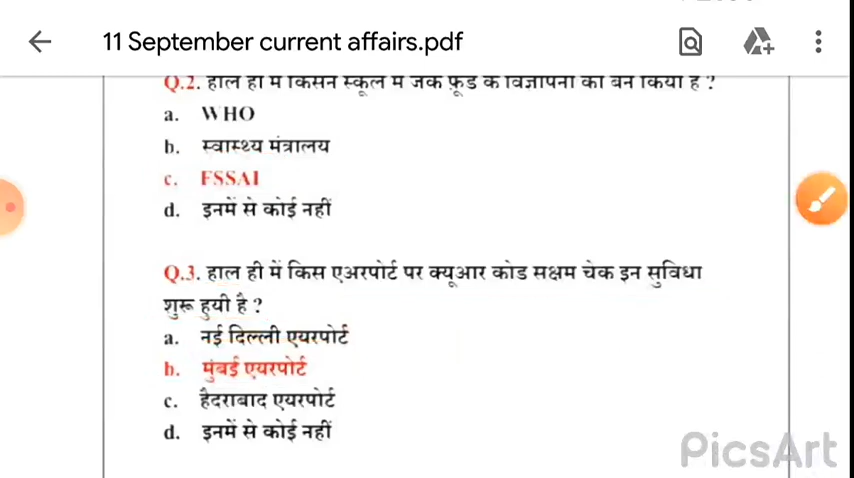 11 September current affairs.pdf
Q.2. हाल ही में किसने स्कूल में जंक फ़ूड के विज्ञापनों को बैन किया है ?
a. WHO
b. स्वास्थ्य मंत्रालय
c. FSSAI
d. इनमें से कोई नहीं
Q.3. हाल ही में किस एअरपोर्ट पर क्यूआर कोड सक्षम चेक इन सुविधा
शुरू हुयी है ?
a. नई दिल्ली एयरपोर्ट
b. मुंबई एयरपोर्ट
c. हैदराबाद एयरपोर्ट
d. इनमें से कोई नहीं
PicsArt